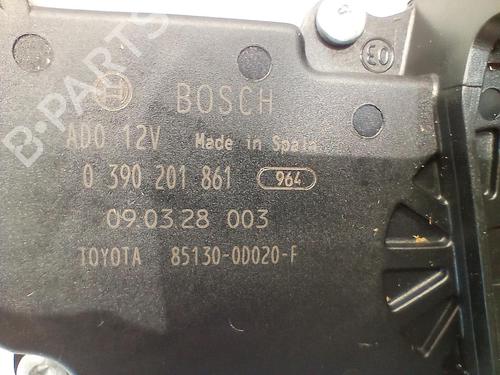 BOSCH
ADO 12V Made in Spain
0 390 201 861 964
09.03.28 003
TOYOTA 85130-0D020-F
03
B-PARTS